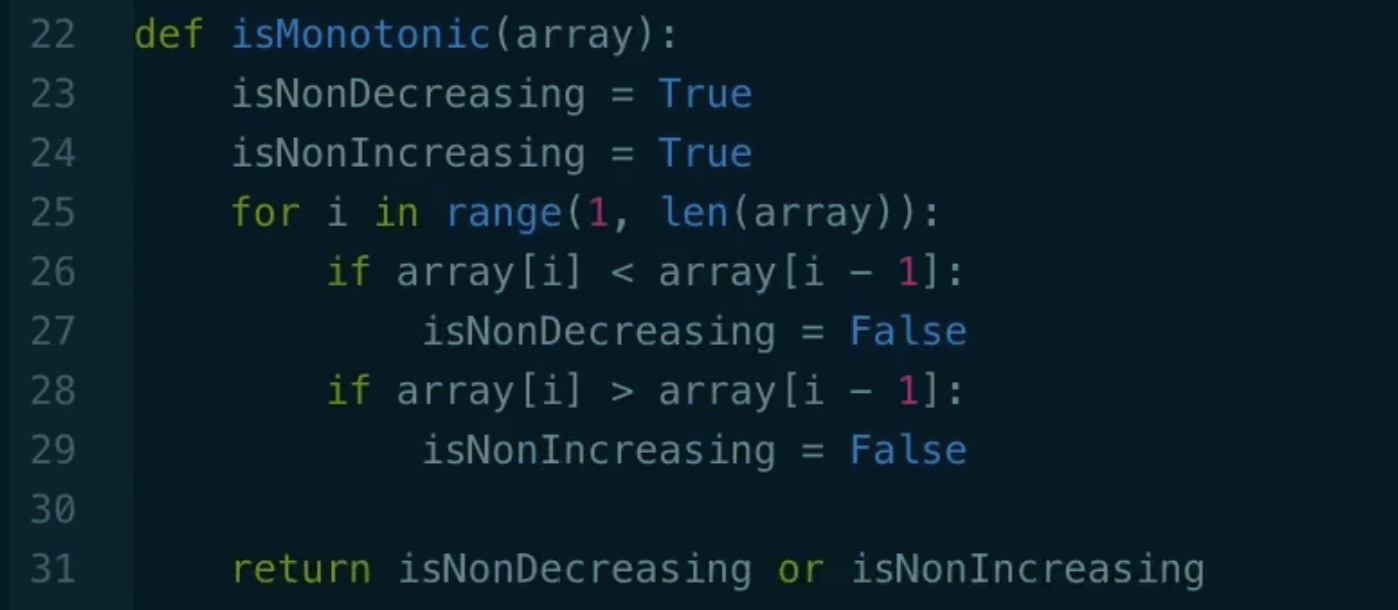 22 def isMonotonic(array):
23     isNonDecreasing = True
24     isNonIncreasing = True
25     for i in range(1, len(array)):
26         if array[i] < array[i - 1]:
27             isNonDecreasing = False
28         if array[i] > array[i - 1]:
29             isNonIncreasing = False
30
31     return isNonDecreasing or isNonIncreasing